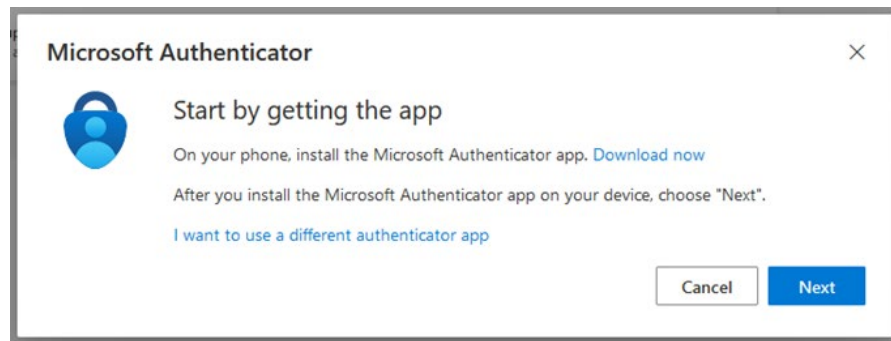 Microsoft Authenticator
Start by getting the app
On your phone, install the Microsoft Authenticator app. Download now
After you install the Microsoft Authenticator app on your device, choose "Next".
I want to use a different authenticator app
Cancel Next